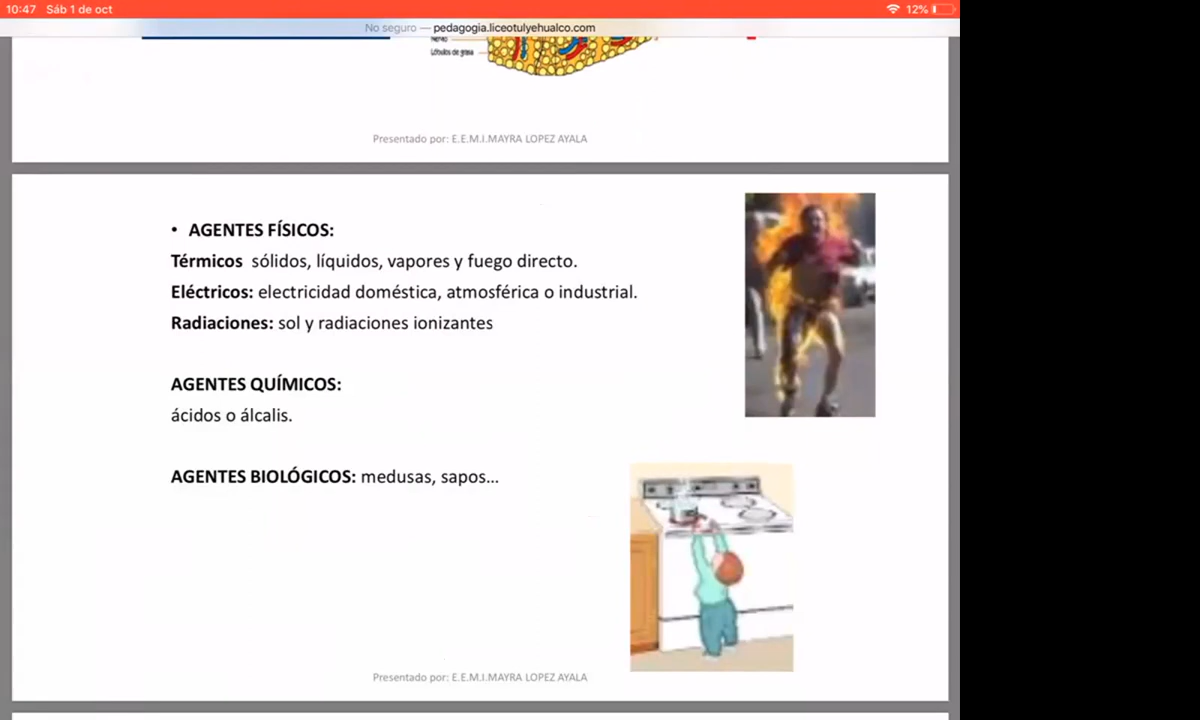 10:47 Sáb 1 de oct 12%
No seguro — pedagogia.liceotulyehualco.com
Lóbulos de grasa
Presentado por: E.E.M.I.MAYRA LOPEZ AYALA
• AGENTES FÍSICOS:
Térmicos sólidos, líquidos, vapores y fuego directo.
Eléctricos: electricidad doméstica, atmosférica o industrial.
Radiaciones: sol y radiaciones ionizantes
AGENTES QUÍMICOS:
ácidos o álcalis.
AGENTES BIOLÓGICOS: medusas, sapos...
Presentado por: E.E.M.I.MAYRA LOPEZ AYALA